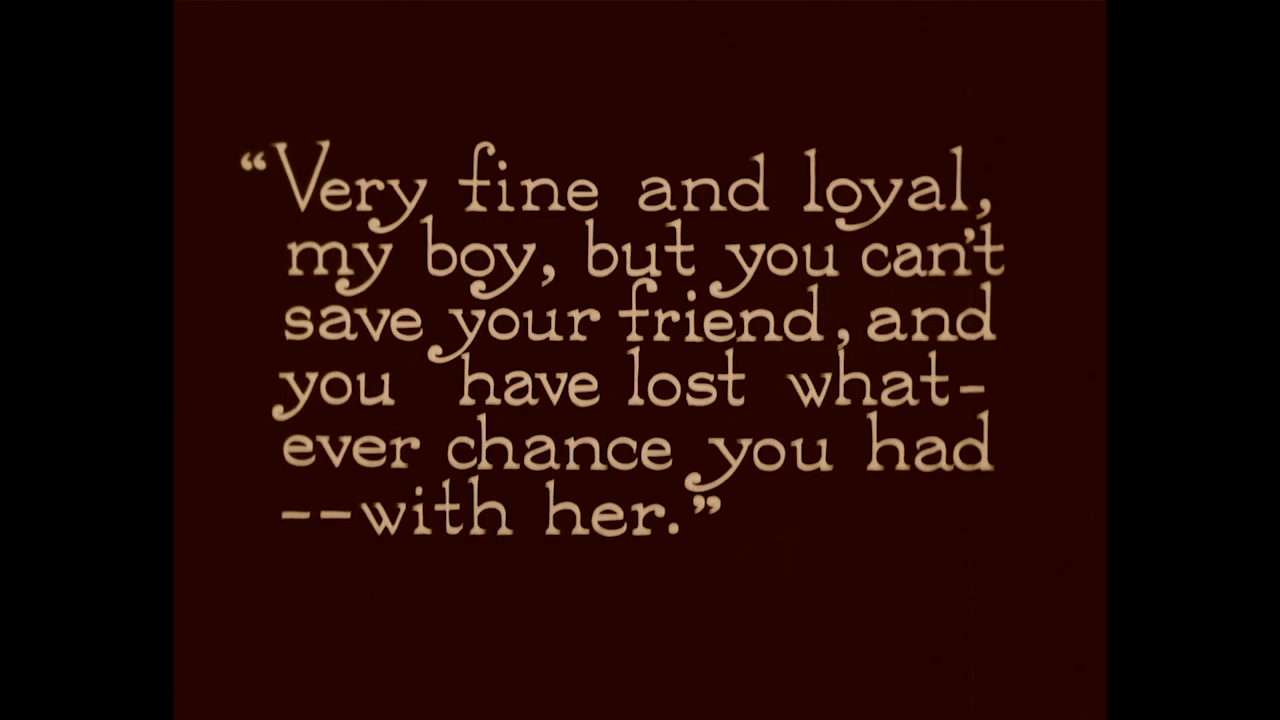 “Very fine and loyal,
my boy, but you can't
save your friend, and
you have lost what-
ever chance you had
--with her.”